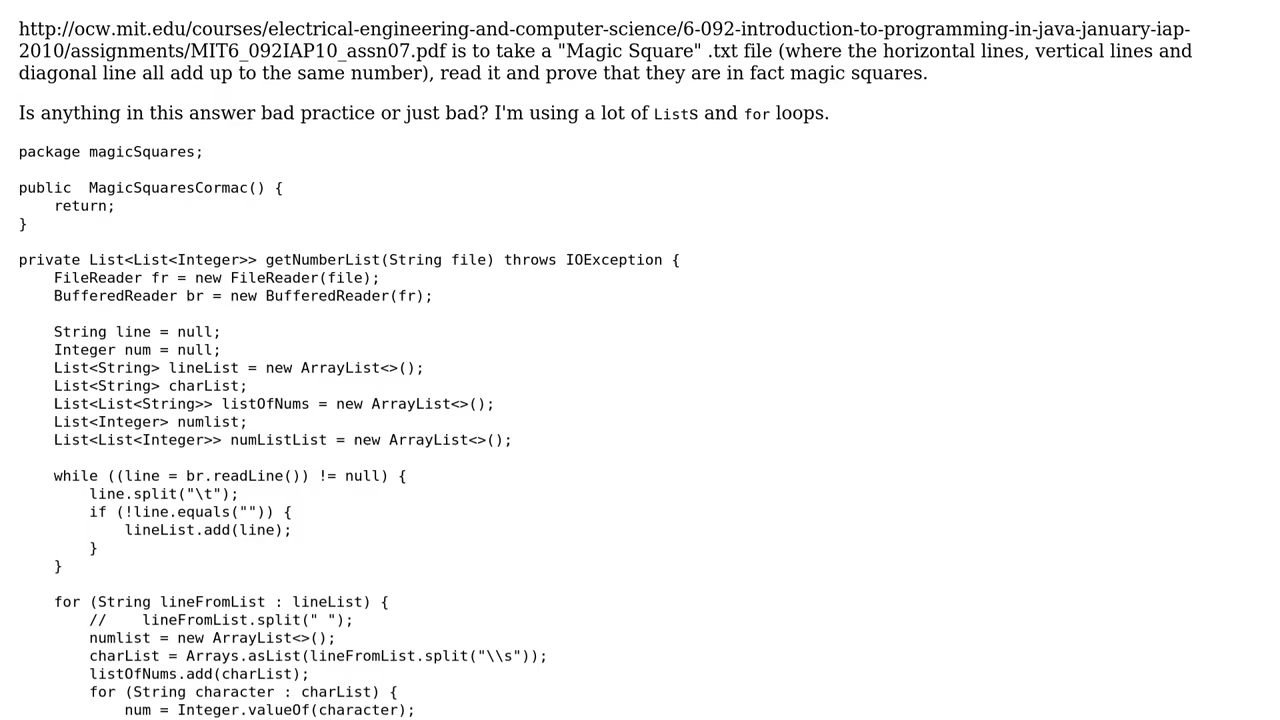 http://ocw.mit.edu/courses/electrical-engineering-and-computer-science/6-092-introduction-to-programming-in-java-january-iap-
2010/assignments/MIT6_092IAP10_assn07.pdf is to take a "Magic Square" .txt file (where the horizontal lines, vertical lines and
diagonal line all add up to the same number), read it and prove that they are in fact magic squares.

Is anything in this answer bad practice or just bad? I'm using a lot of Lists and for loops.

package magicSquares;

public  MagicSquaresCormac() {
    return;
}

private List<List<Integer>> getNumberList(String file) throws IOException {
    FileReader fr = new FileReader(file);
    BufferedReader br = new BufferedReader(fr);

    String line = null;
    Integer num = null;
    List<String> lineList = new ArrayList<>();
    List<String> charList;
    List<List<String>> listOfNums = new ArrayList<>();
    List<Integer> numlist;
    List<List<Integer>> numListList = new ArrayList<>();

    while ((line = br.readLine()) != null) {
        line.split("\t");
        if (!line.equals("")) {
            lineList.add(line);
        }
    }

    for (String lineFromList : lineList) {
        //    lineFromList.split(" ");
        numlist = new ArrayList<>();
        charList = Arrays.asList(lineFromList.split("\\s"));
        listOfNums.add(charList);
        for (String character : charList) {
            num = Integer.valueOf(character);